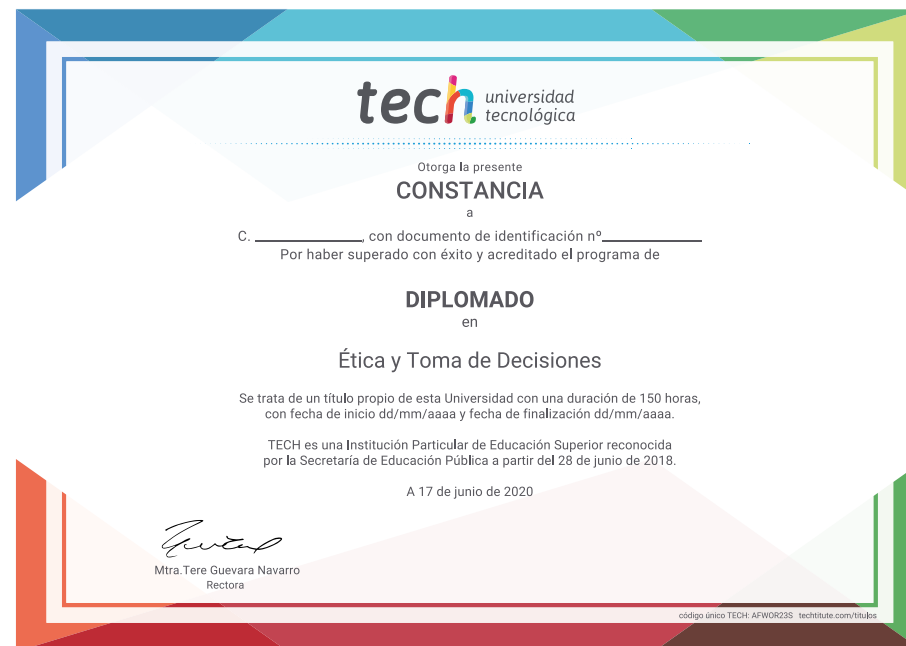 tech universidad
tecnológica
Otorga la presente
CONSTANCIA
a
C. ____________, con documento de identificación nº____________
Por haber superado con éxito y acreditado el programa de
DIPLOMADO
en
Ética y Toma de Decisiones
Se trata de un título propio de esta Universidad con una duración de 150 horas,
con fecha de inicio dd/mm/aaaa y fecha de finalización dd/mm/aaaa.
TECH es una Institución Particular de Educación Superior reconocida
por la Secretaría de Educación Pública a partir del 28 de junio de 2018.
A 17 de junio de 2020
Mtra.Tere Guevara Navarro
Rectora
código único TECH: AFWOR23S techtitute.com/titulos